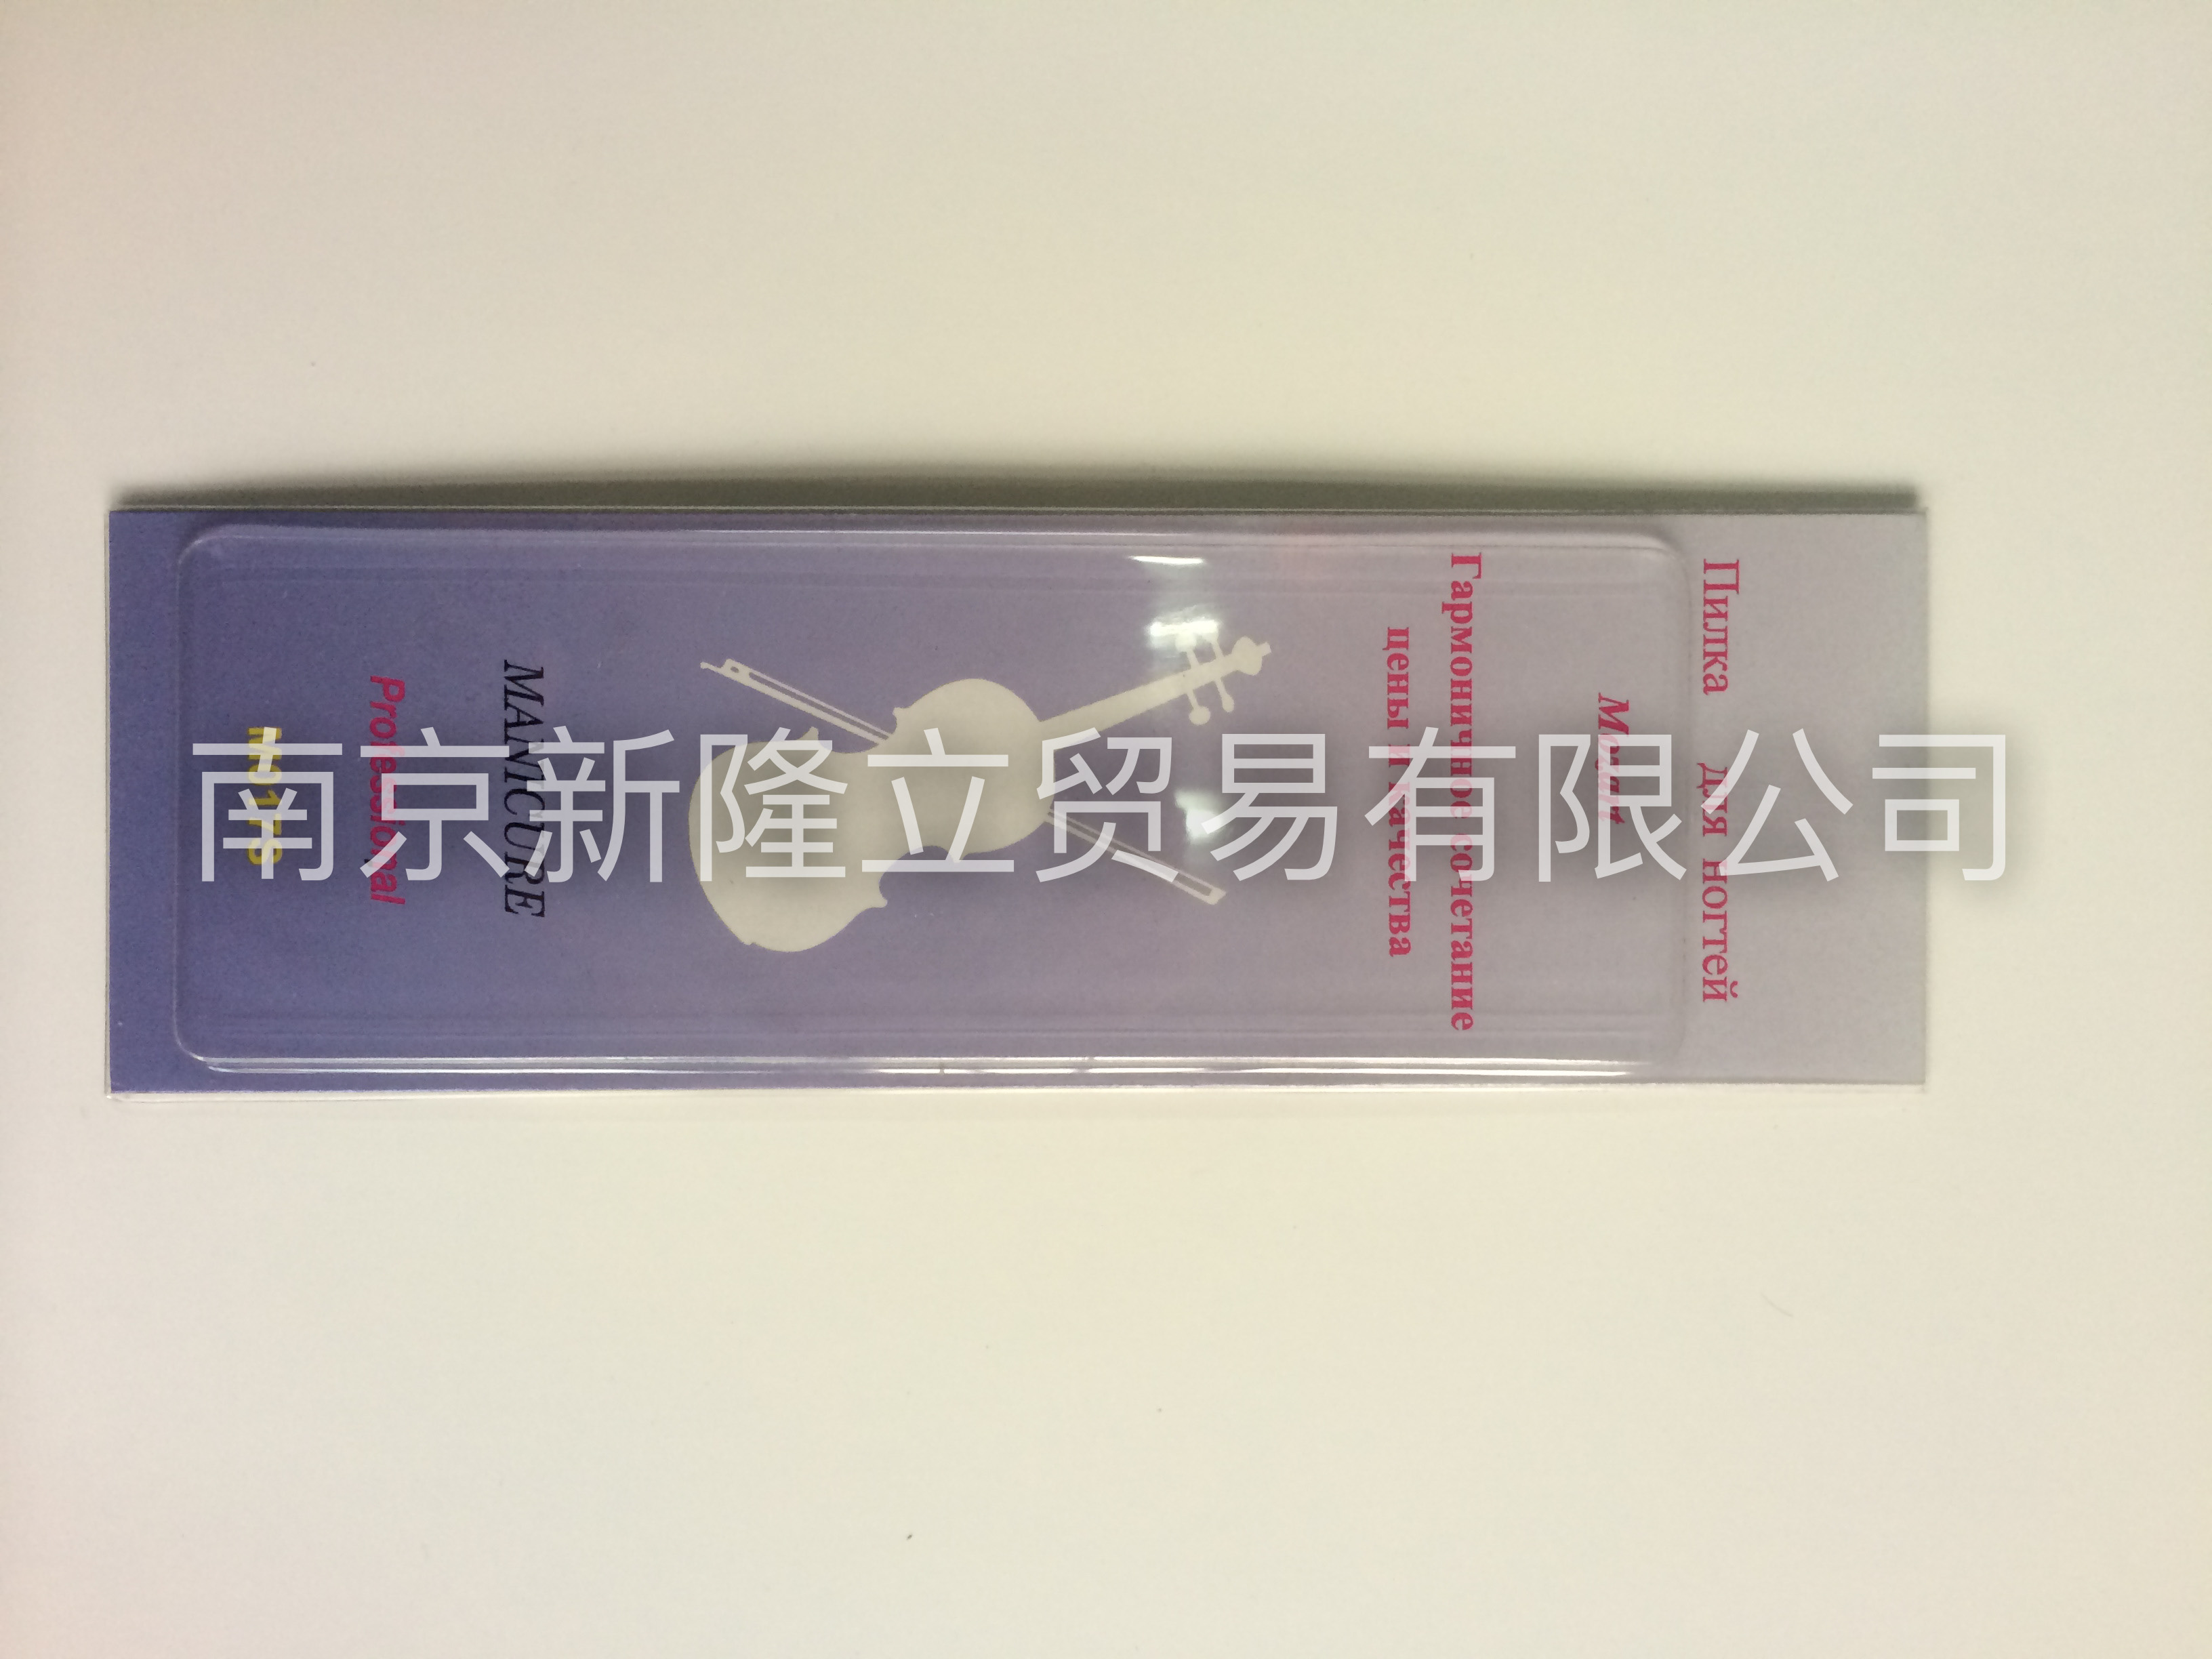 Пилка для ногтей
Mozart
Гармоничное сочетание
цены и качества
MANICURE
Professional
南京新隆立贸易有限公司